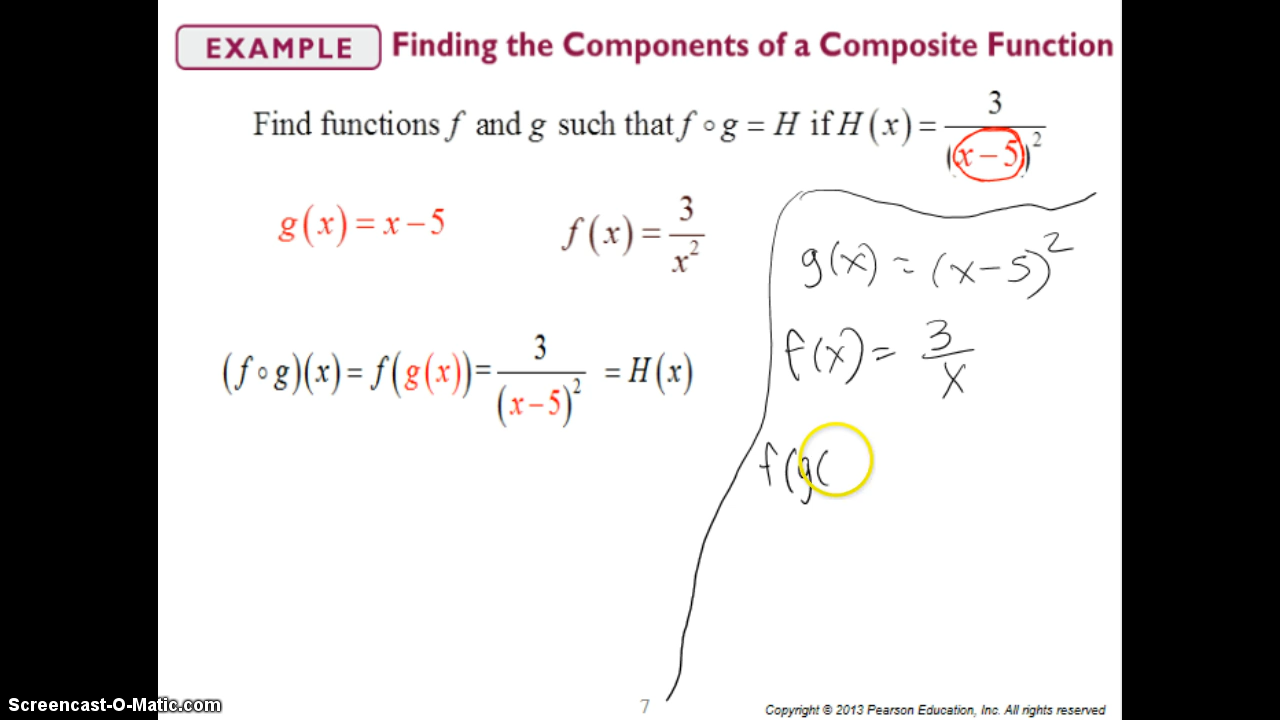 EXAMPLE Finding the Components of a Composite Function
Find functions f and g such that f ∘ g = H if H(x) = 3/(x − 5)²
g(x) = x − 5
f(x) = 3/x²
g(x) = (x − 5)²
f(x) = 3/x
(f ∘ g)(x) = f(g(x)) = 3/(x − 5)² = H(x)
f(g(
Screencast-O-Matic.com
7
Copyright © 2013 Pearson Education, Inc. All rights reserved